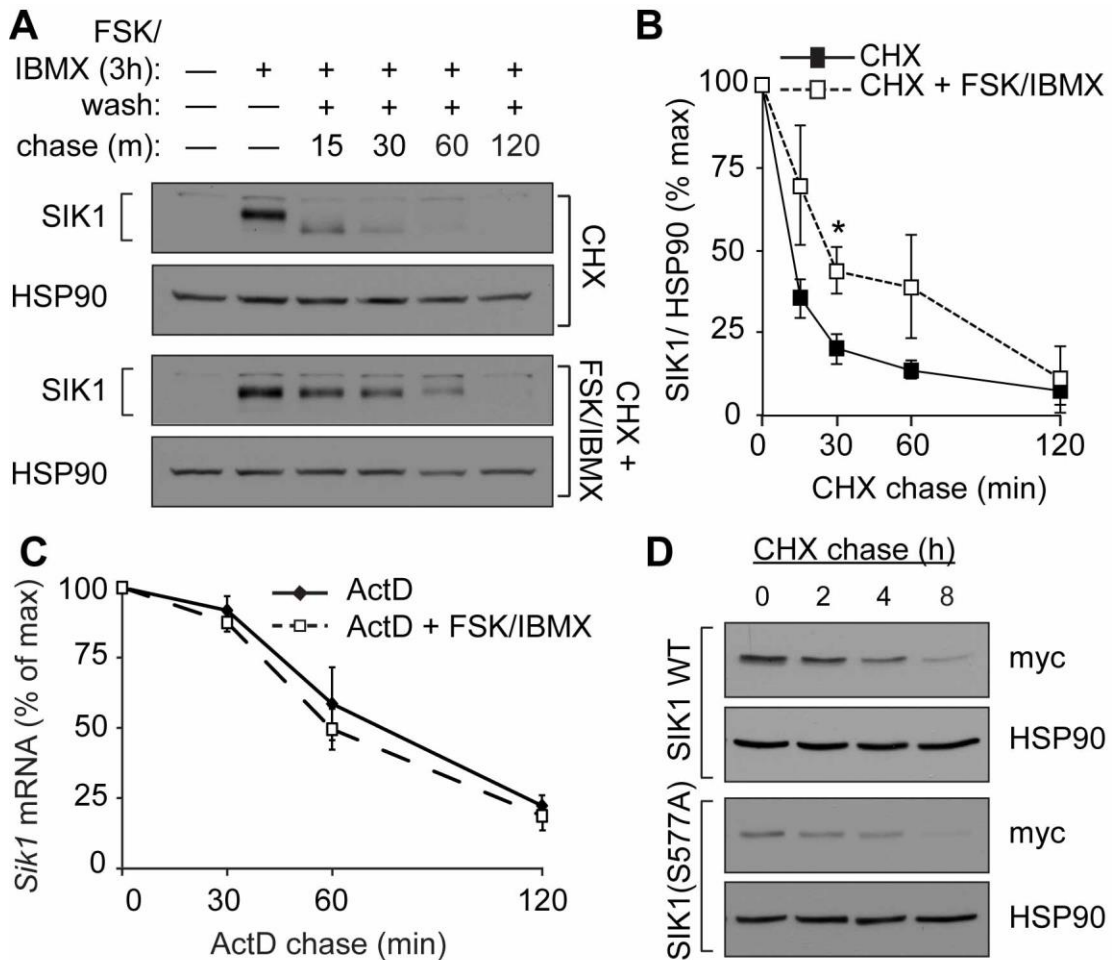 A
FSK/
IBMX (3h): — + + + + +
wash: — — + + + +
chase (m): — — 15 30 60 120
SIK1
CHX
HSP90
SIK1
CHX +
FSK/IBMX
HSP90
B
CHX
CHX + FSK/IBMX
SIK1/ HSP90 (% max)
100
75
50
25
0
*
0 30 60 120
CHX chase (min)
C
ActD
ActD + FSK/IBMX
Sik1 mRNA (% of max)
100
75
50
25
0
0 30 60 120
ActD chase (min)
D
CHX chase (h)
0 2 4 8
SIK1 WT
myc
HSP90
SIK1(S577A)
myc
HSP90